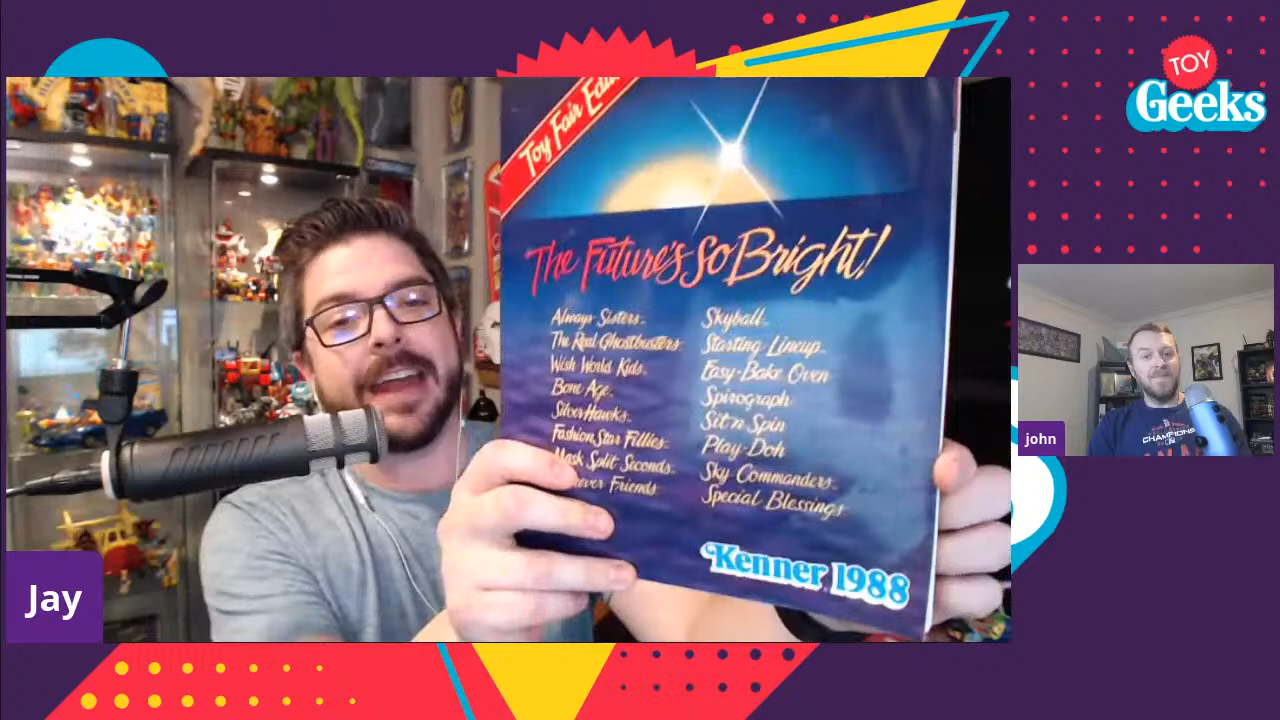 TOY
Geeks
Toy Fair
The Future's So Bright!
Always Sisters
The Real Ghostbusters
Wish World Kids
Bone Age
SilverHawks
Fashion Star Fillies
Mask Split Seconds
Friends
Skyball
Starting Lineup
Easy-Bake Oven
Spirograph
Sit'n Spin
Play-Doh
Sky Commanders
Special Blessings
Kenner 1988
john
CHAMPIONS
Jay